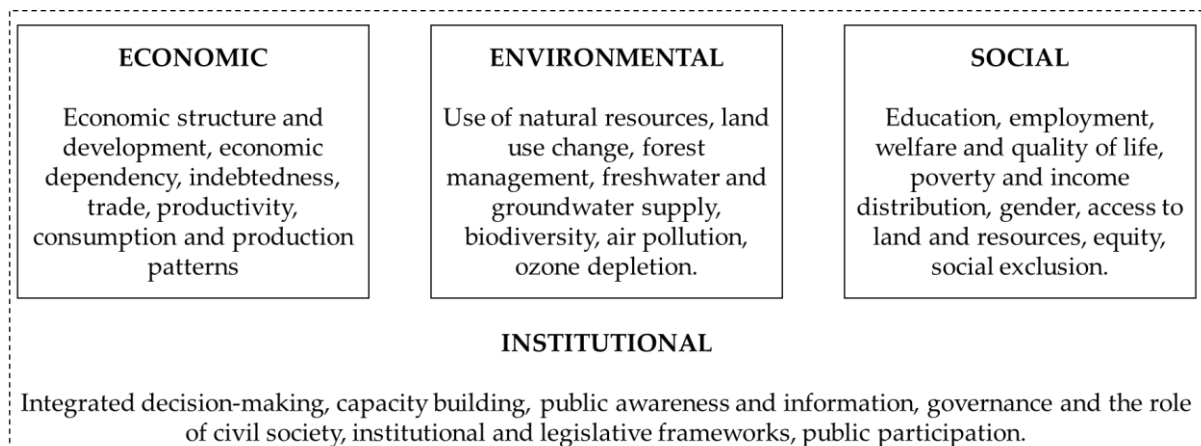 ECONOMIC
Economic structure and
development, economic
dependency, indebtedness,
trade, productivity,
consumption and production
patterns
ENVIRONMENTAL
Use of natural resources, land
use change, forest
management, freshwater and
groundwater supply,
biodiversity, air pollution,
ozone depletion.
SOCIAL
Education, employment,
welfare and quality of life,
poverty and income
distribution, gender, access to
land and resources, equity,
social exclusion.
INSTITUTIONAL
Integrated decision-making, capacity building, public awareness and information, governance and the role
of civil society, institutional and legislative frameworks, public participation.